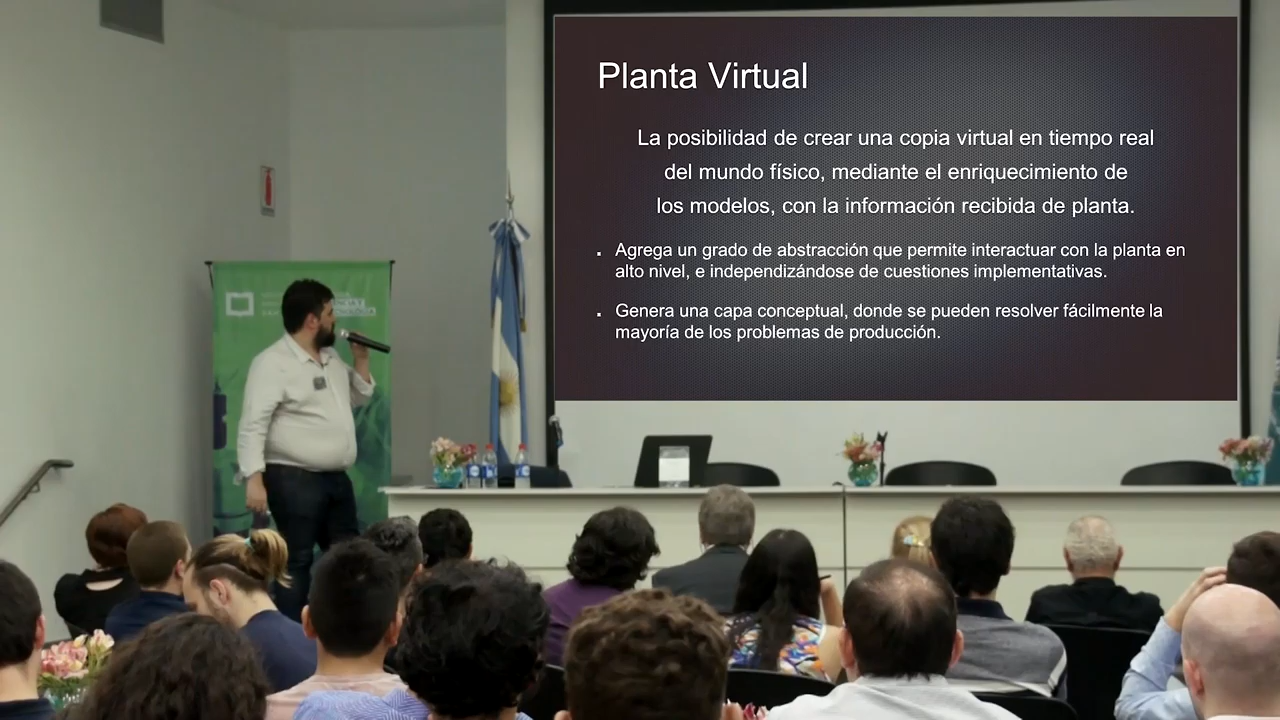 Planta Virtual
La posibilidad de crear una copia virtual en tiempo real
del mundo físico, mediante el enriquecimiento de
los modelos, con la información recibida de planta.
. Agrega un grado de abstracción que permite interactuar con la planta en
alto nivel, e independizándose de cuestiones implementativas.
. Genera una capa conceptual, donde se pueden resolver fácilmente la
mayoría de los problemas de producción.